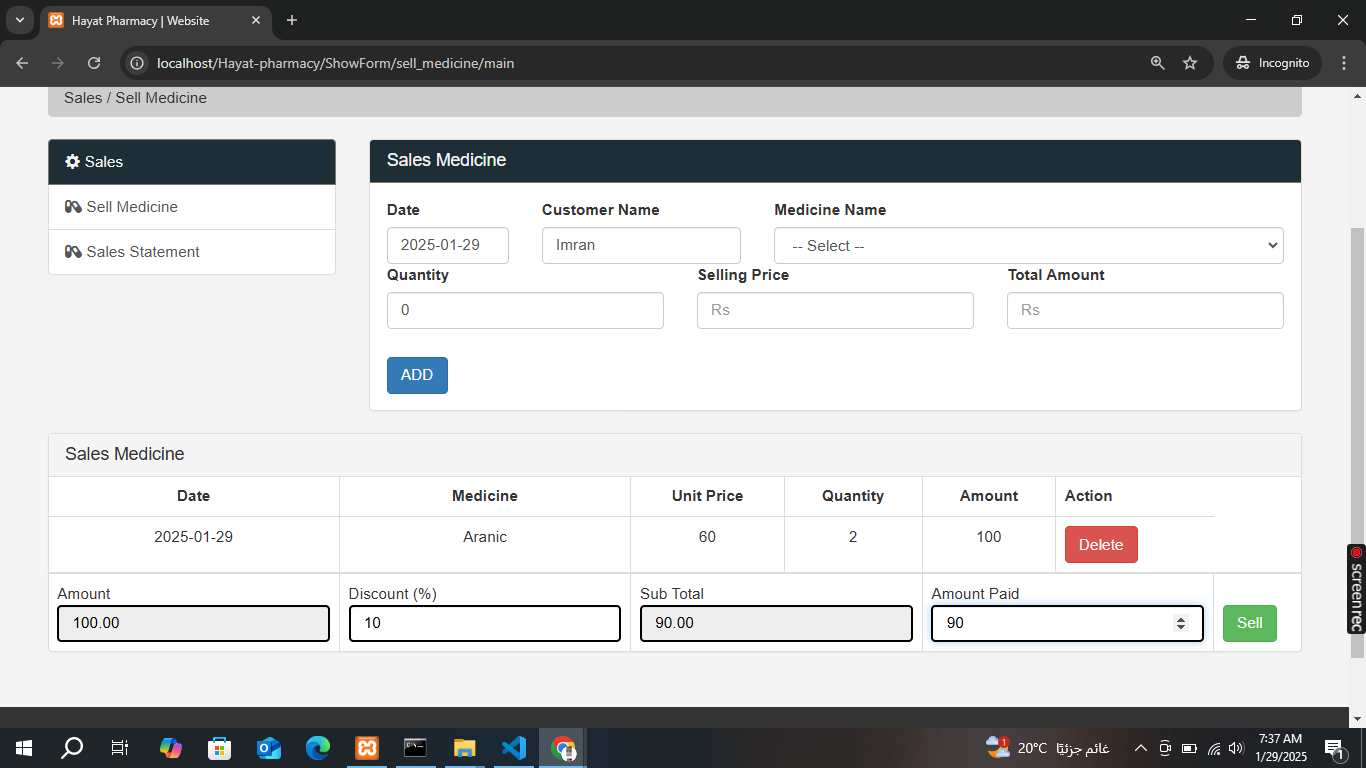 Hayat Pharmacy | Website
localhost/Hayat-pharmacy/ShowForm/sell_medicine/main
Incognito
Sales / Sell Medicine
Sales
Sell Medicine
Sales Statement
Sales Medicine
Date
Customer Name
Medicine Name
2025-01-29
Imran
-- Select --
Quantity
Selling Price
Total Amount
0
Rs
Rs
ADD
Sales Medicine
Date Medicine Unit Price Quantity Amount Action
2025-01-29 Aranic 60 2 100 Delete
Amount Discount (%) Sub Total Amount Paid
100.00 10 90.00 90 Sell
screenrec
1
20°C
غائم جزئيًا
7:37 AM
1/29/2025
1